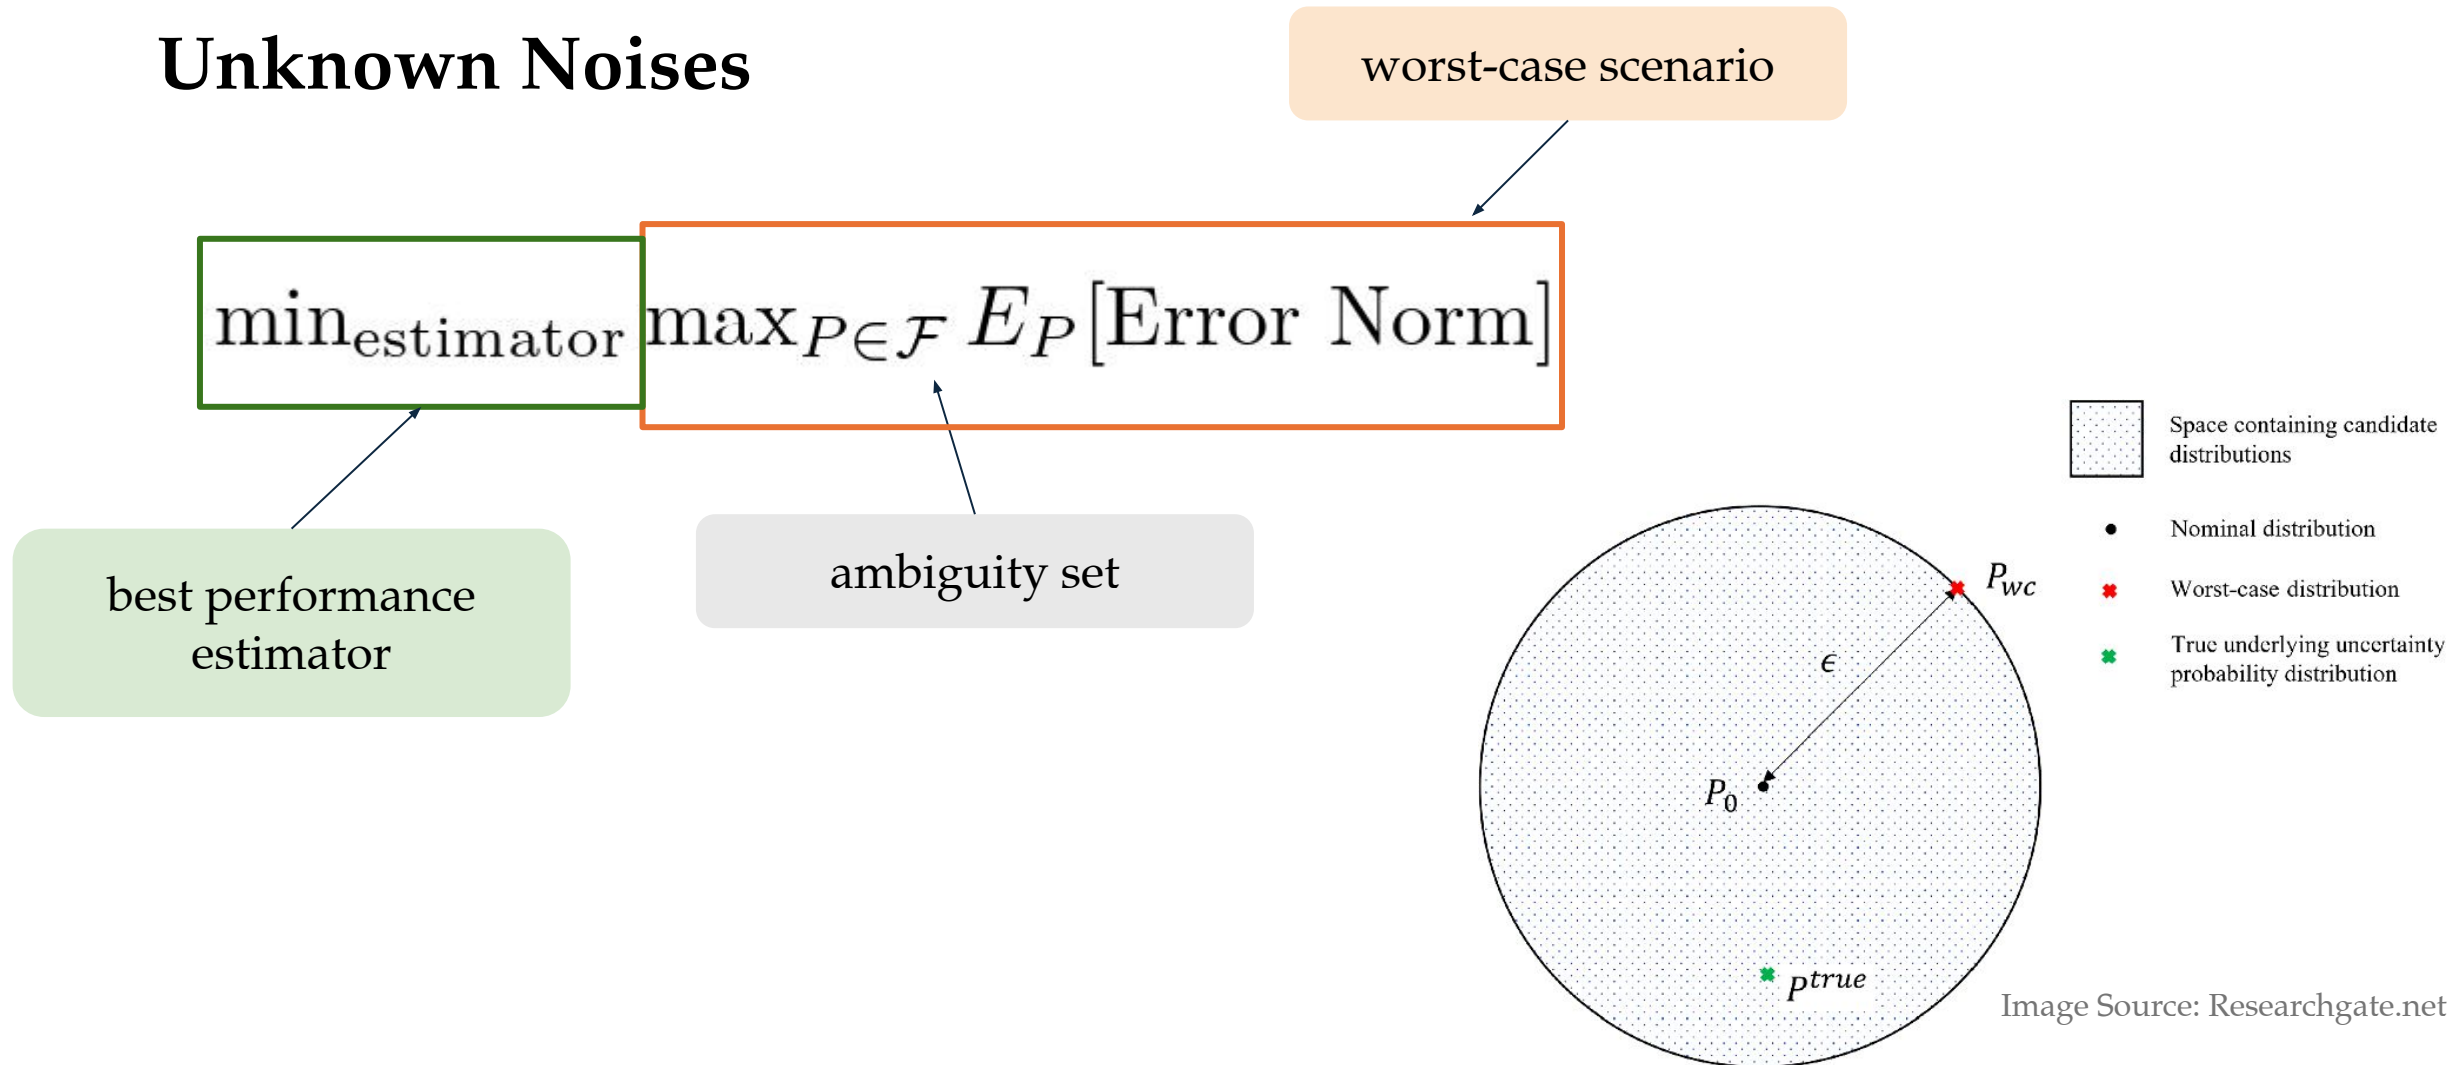 Unknown Noises
worst-case scenario
min_estimator max_{P∈ℱ} E_P [Error Norm]
best performance
estimator
ambiguity set
Space containing candidate
distributions
Nominal distribution
Worst-case distribution
True underlying uncertainty
probability distribution
P_wc
ϵ
P_0
P^true
Image Source: Researchgate.net